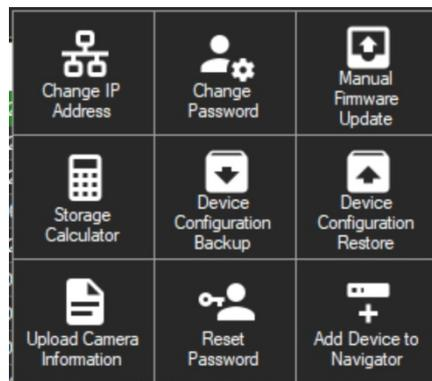 Change IP
Address
Change
Password
Manual
Firmware
Update
Storage
Calculator
Device
Configuration
Backup
Device
Configuration
Restore
Upload Camera
Information
Reset
Password
Add Device to
Navigator